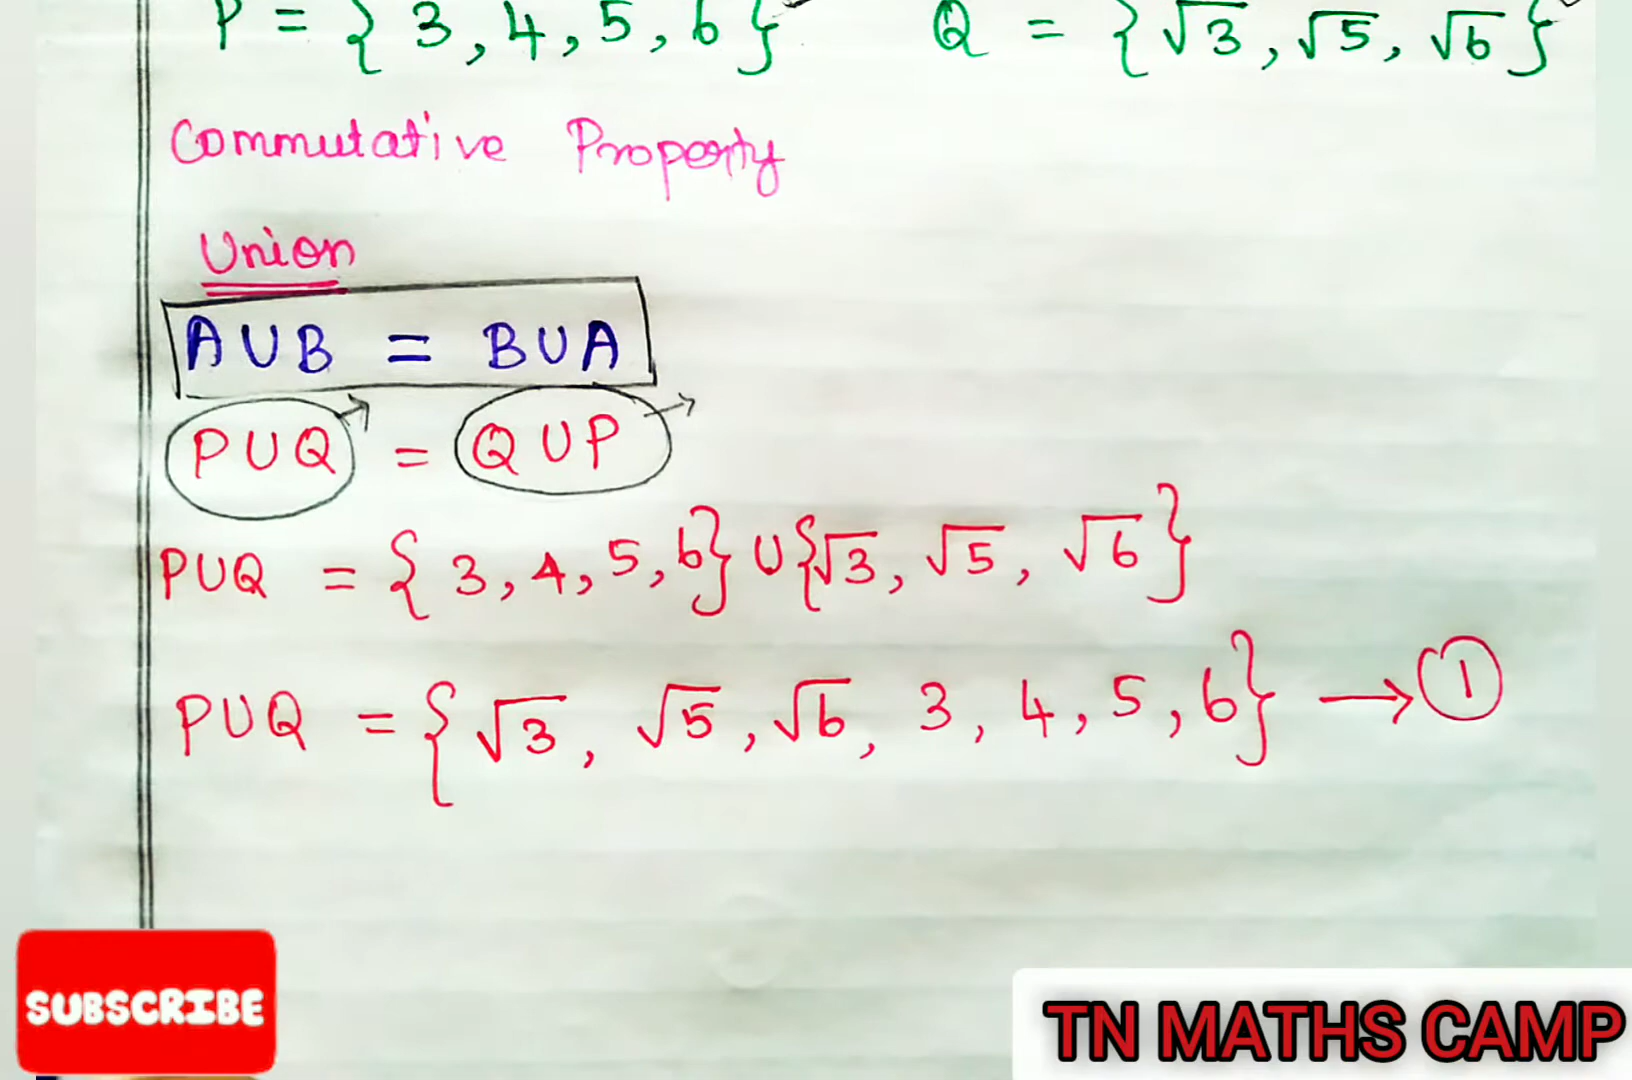 P = {3, 4, 5, 6} Q = {√3, √5, √6}
Commutative Property
Union
A∪B = B∪A
P∪Q = Q∪P
P∪Q = {3, 4, 5, 6} ∪ {√3, √5, √6}
P∪Q = {√3, √5, √6, 3, 4, 5, 6} → ①
SUBSCRIBE
TN MATHS CAMP